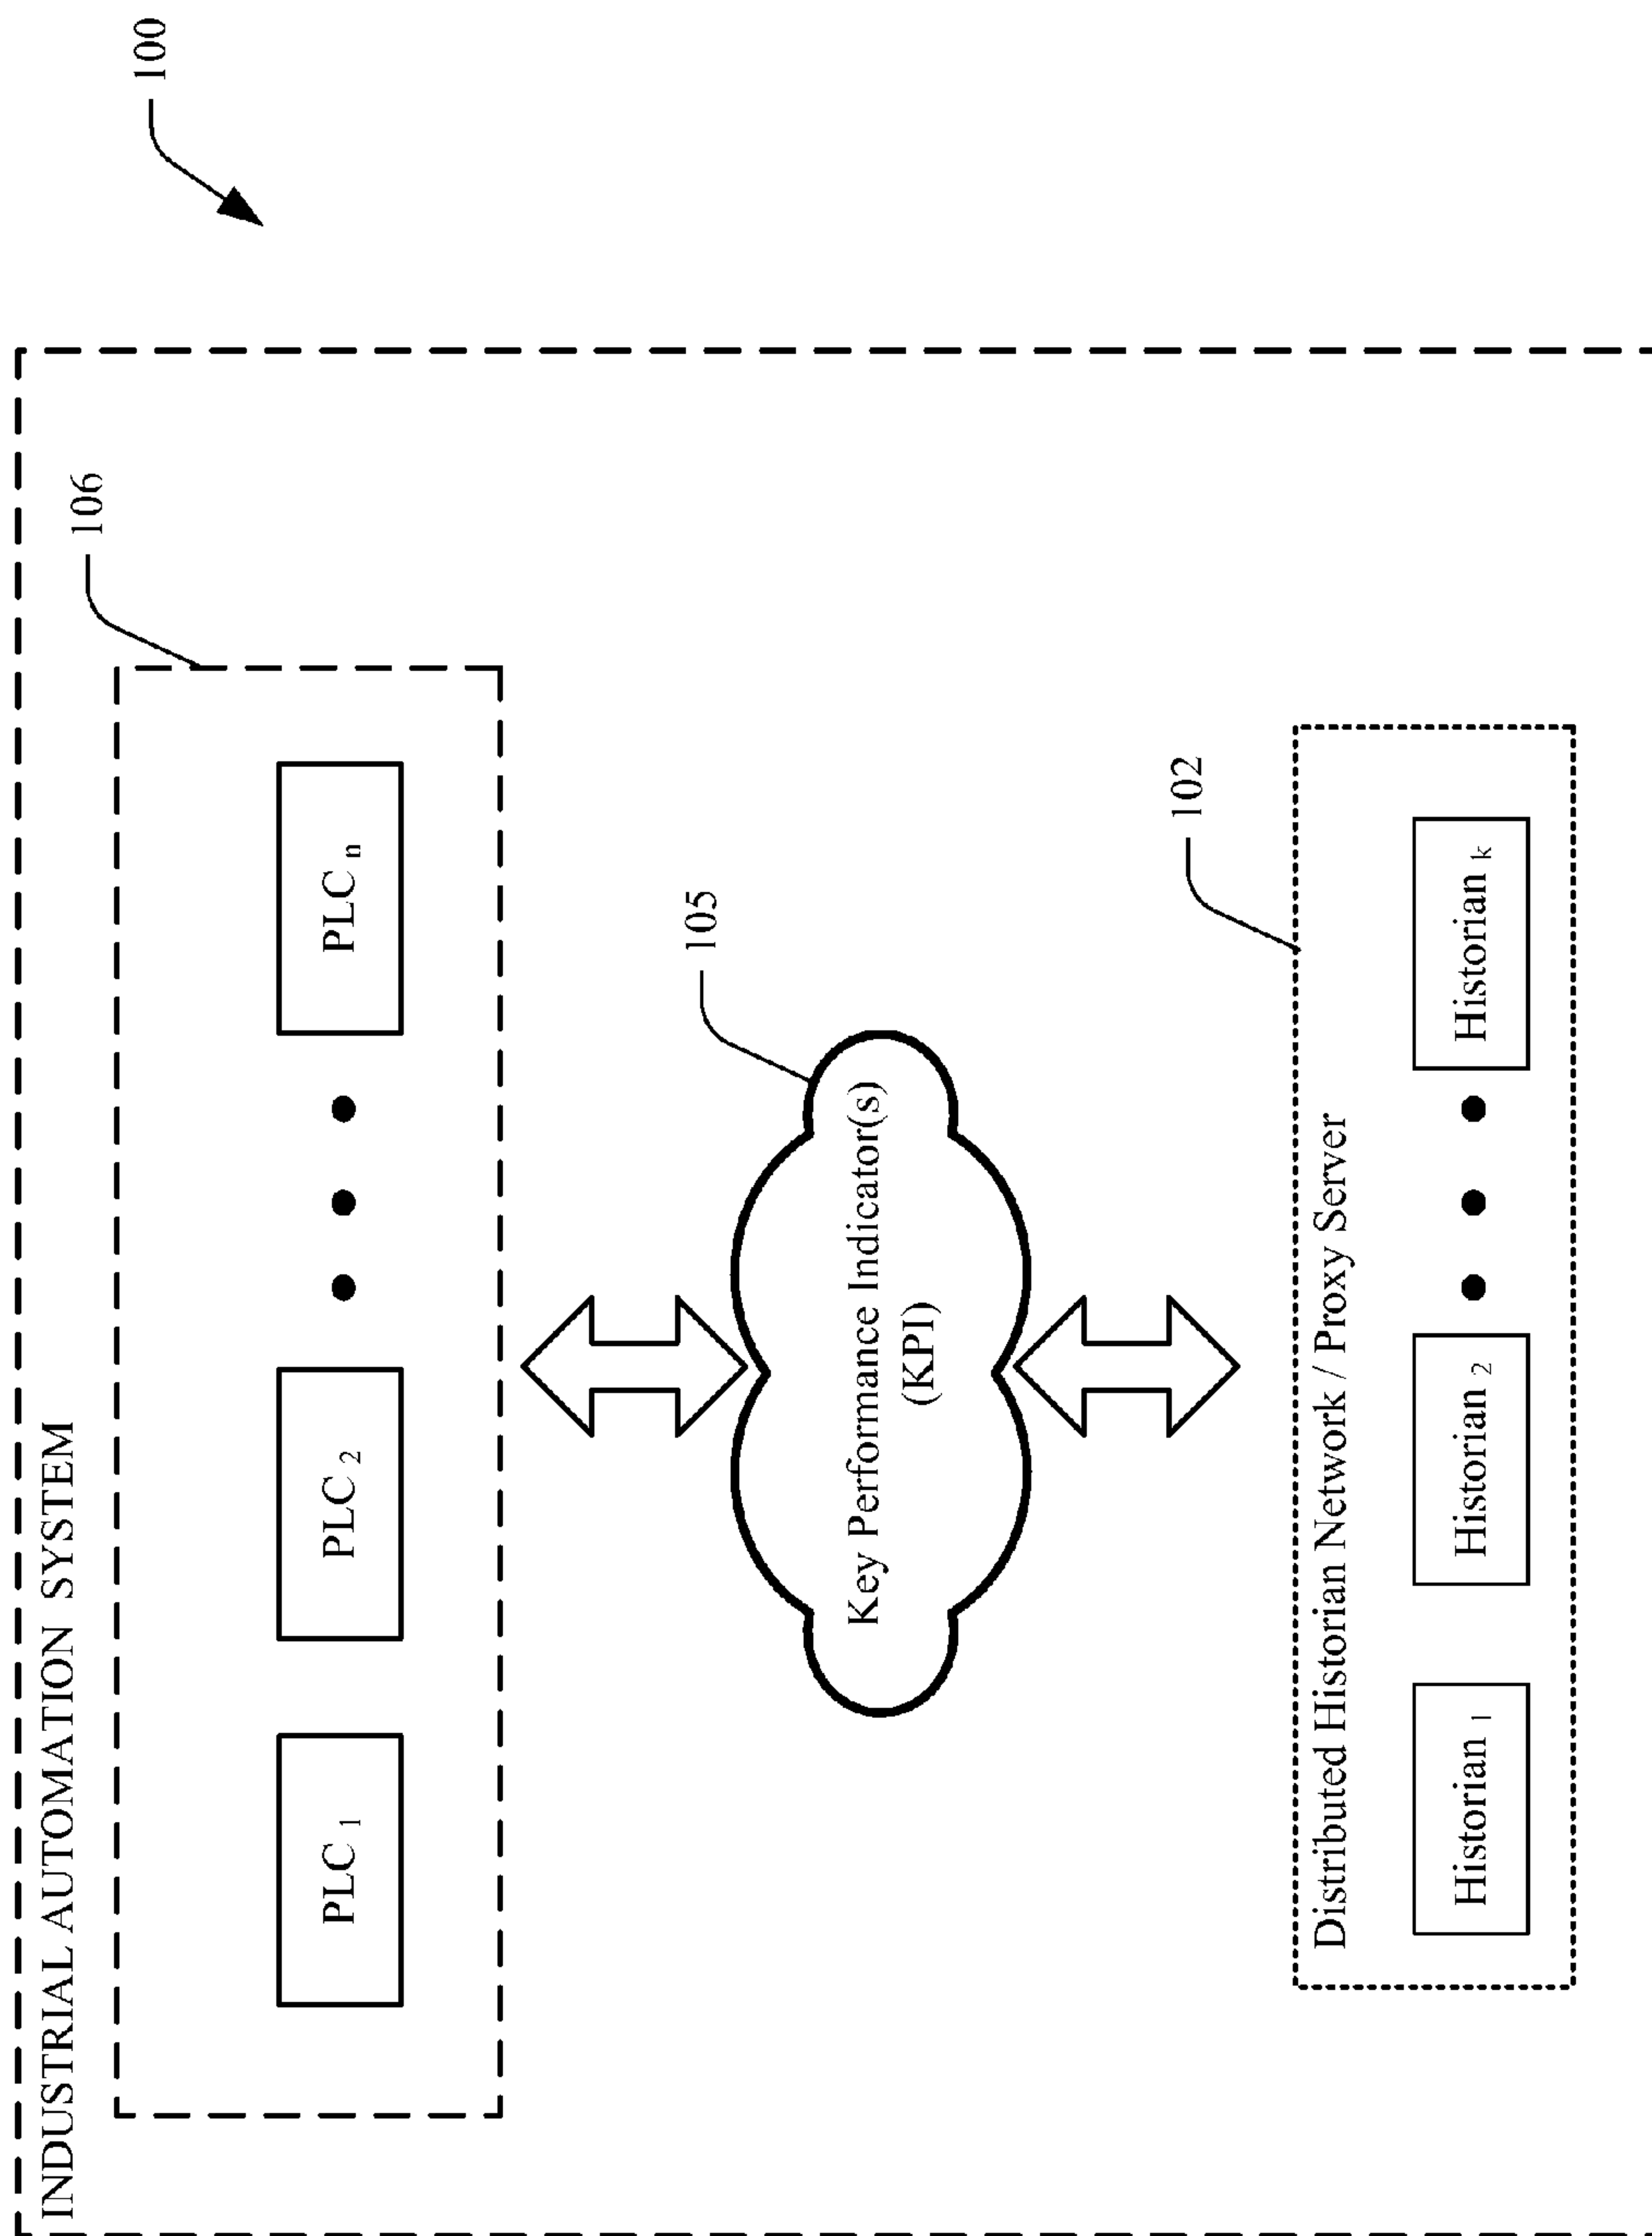 100
INDUSTRIAL AUTOMATION SYSTEM
106
PLC 1
PLC 2
PLC n
105
Key Performance Indicator(s)
(KPI)
102
Distributed Historian Network / Proxy Server
Historian 1
Historian 2
Historian k